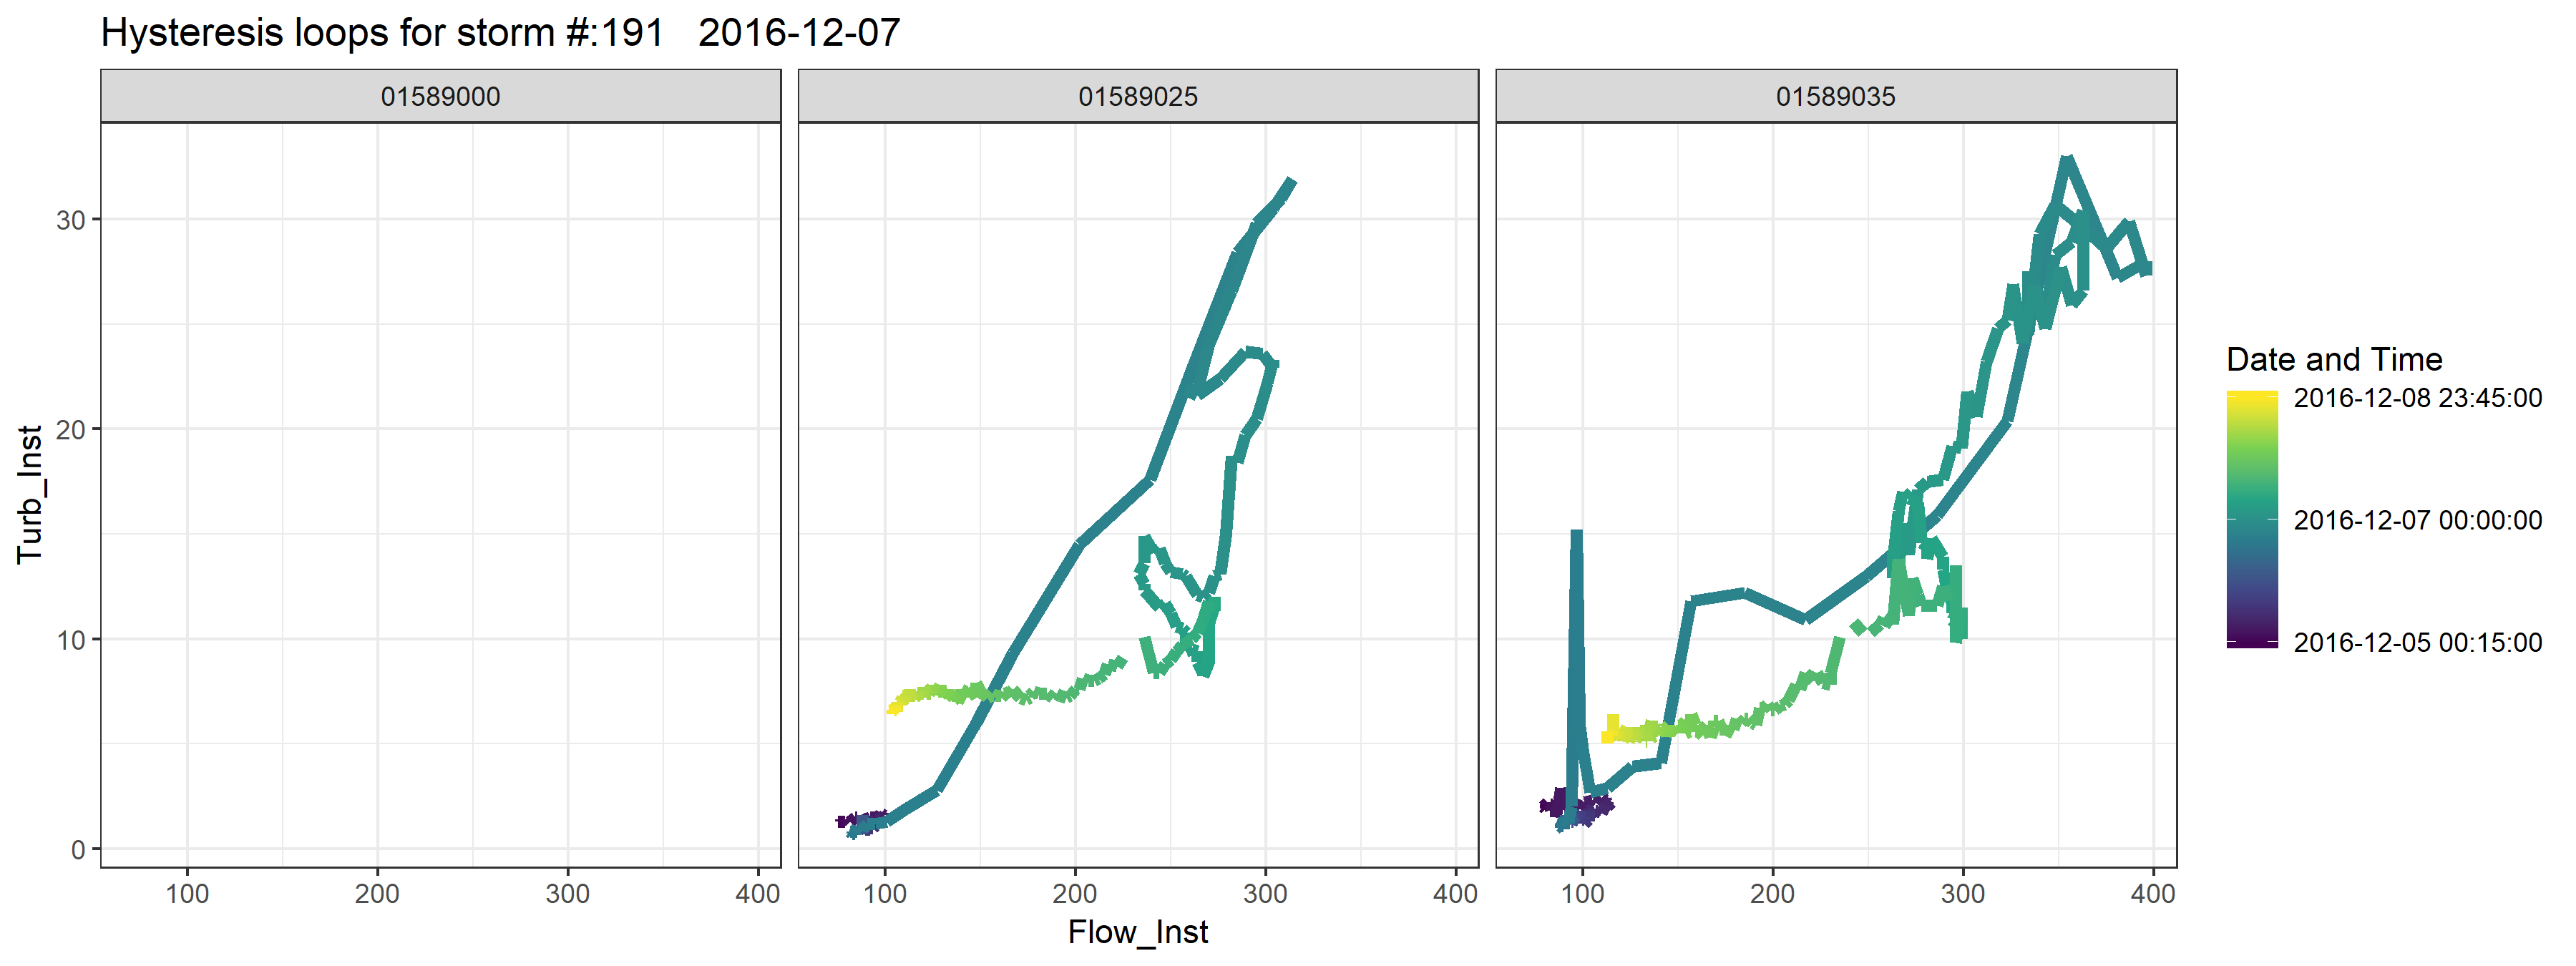 Hysteresis loops for storm #:191   2016-12-07
01589000
01589025
01589035
Turb_Inst
30
20
10
0
100 200 300 400
100 200 300 400
100 200 300 400
Flow_Inst
Date and Time
2016-12-08 23:45:00
2016-12-07 00:00:00
2016-12-05 00:15:00